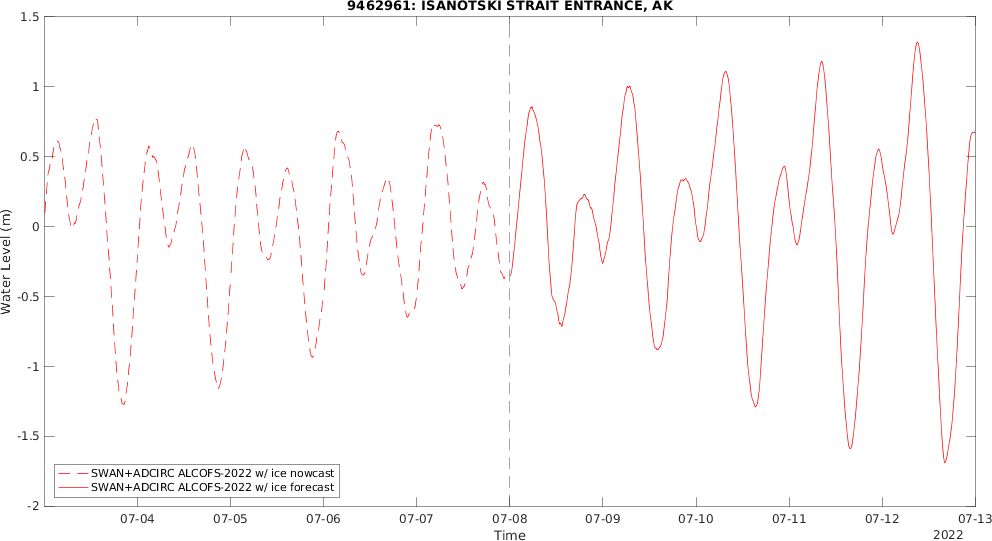 9462961: ISANOTSKI STRAIT ENTRANCE, AK
1.5
1
0.5
0
-0.5
-1
-1.5
-2
Water Level (m)
SWAN+ADCIRC ALCOFS-2022 w/ ice nowcast
SWAN+ADCIRC ALCOFS-2022 w/ ice forecast
07-04 07-05 07-06 07-07 07-08 07-09 07-10 07-11 07-12 07-13
Time
2022